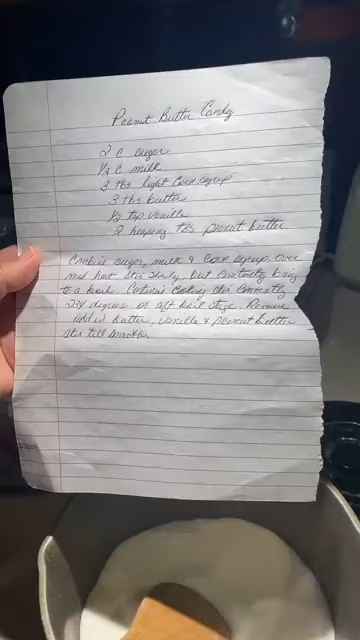 Peanut Butter Candy
2 C sugar
1/2 C milk
3 tbs light Corn Syrup
3 tbs butter
1/2 tsp vanilla
2 heaping tbs peanut butter
Combine sugar, milk & Corn syrup over
med heat Stir Slowly, but Constantly bring
to a boil. Continue Cooking Stir Constantly
234 degrees or soft boil stage. Remove
add in butter, vanilla & peanut butter
stir till smooth